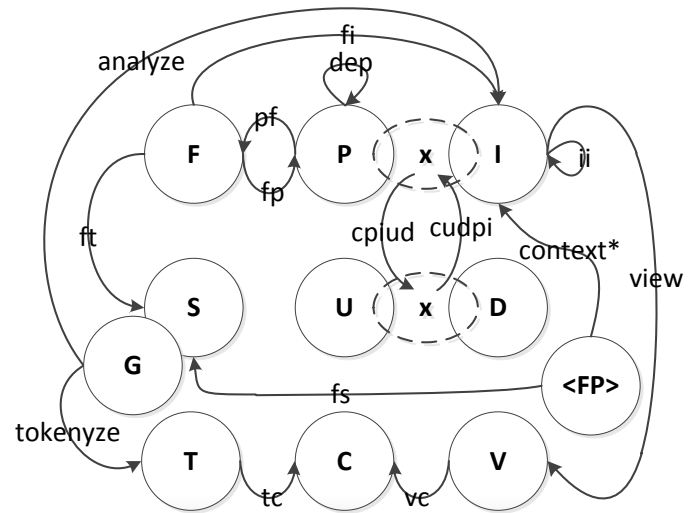 fi
analyze
dep
pf
F
P
x
I
ii
fp
cpiud
cudpi
ft
context*
view
S
U
x
D
G
<FP>
fs
tokenyze
T
C
V
tc
vc